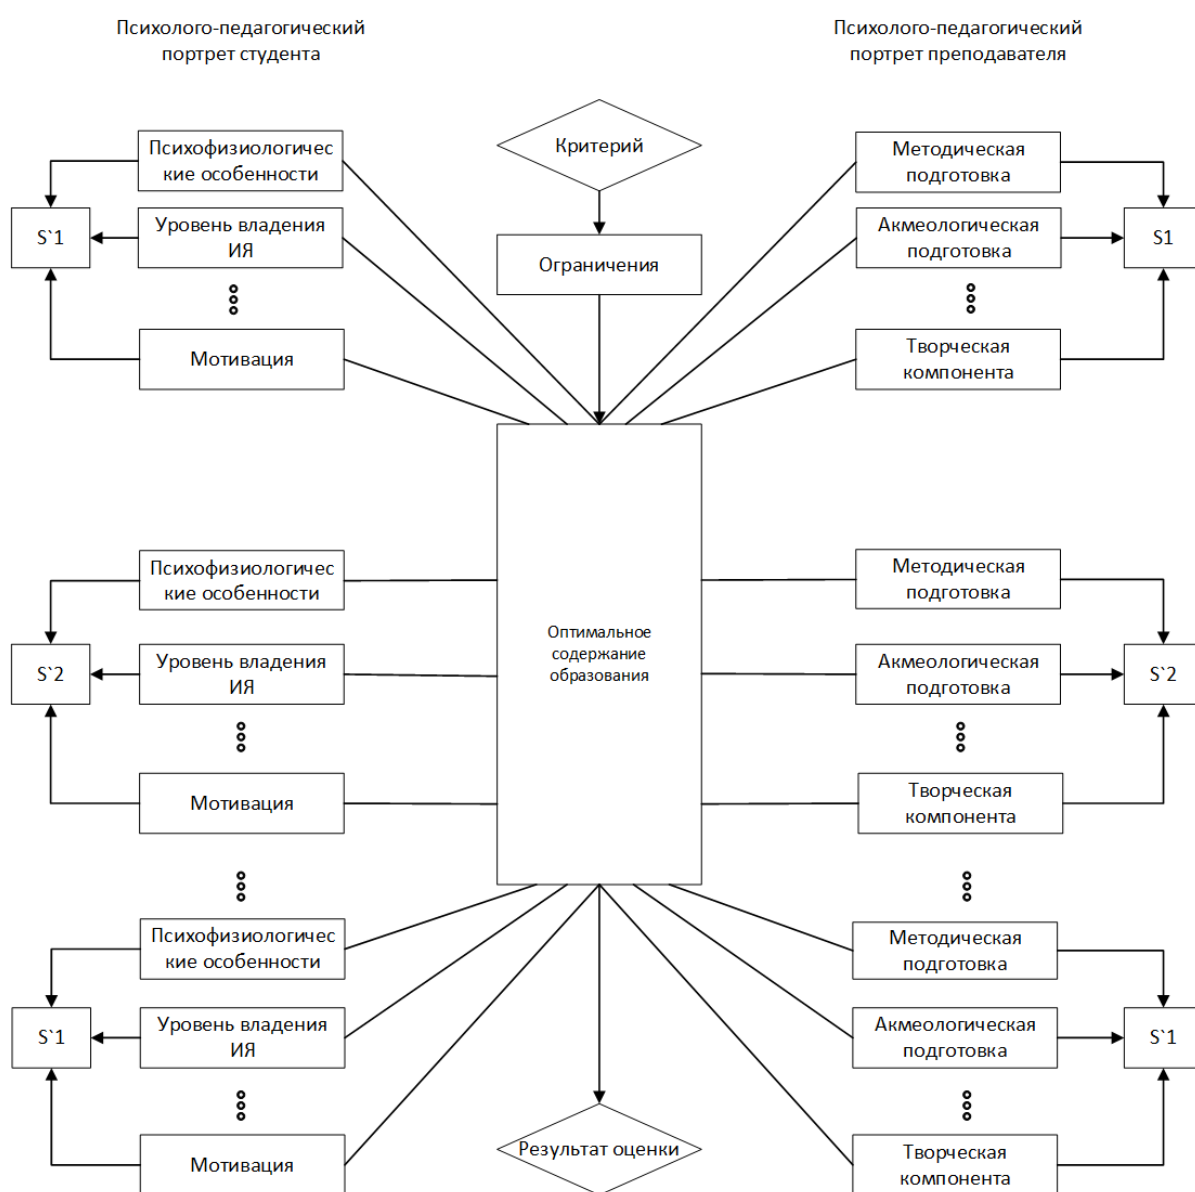 Психолого-педагогический
портрет студента
Психолого-педагогический
портрет преподавателя
Критерий
Ограничения
Психофизиологичес
кие особенности
Уровень владения
ИЯ
Мотивация
S`1
Методическая
подготовка
Акмеологическая
подготовка
Творческая
компонента
S1
Психофизиологичес
кие особенности
Уровень владения
ИЯ
Мотивация
S`2
Оптимальное
содержание
образования
Методическая
подготовка
Акмеологическая
подготовка
Творческая
компонента
S`2
Психофизиологичес
кие особенности
Уровень владения
ИЯ
Мотивация
S`1
Результат оценки
Методическая
подготовка
Акмеологическая
подготовка
Творческая
компонента
S`1